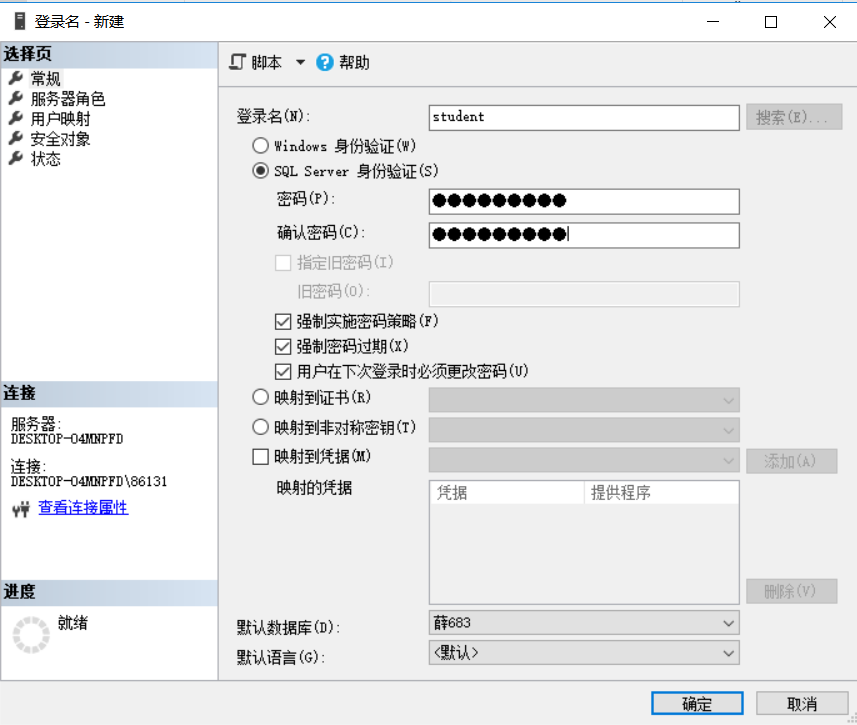 登录名 - 新建
选择页
常规
服务器角色
用户映射
安全对象
状态
连接
服务器:
DESKTOP-04MNPFD
连接:
DESKTOP-04MNPFD\86131
查看连接属性
进度
就绪
脚本
帮助
登录名(N):
student
搜索(E)...
Windows 身份验证(W)
SQL Server 身份验证(S)
密码(P):
●●●●●●●●●
确认密码(C):
●●●●●●●●●
指定旧密码(I)
旧密码(O):
强制实施密码策略(F)
强制密码过期(X)
用户在下次登录时必须更改密码(U)
映射到证书(R)
映射到非对称密钥(T)
映射到凭据(M)
添加(A)
映射的凭据
凭据 提供程序
删除(V)
默认数据库(D):
薛683
默认语言(G):
<默认>
确定
取消